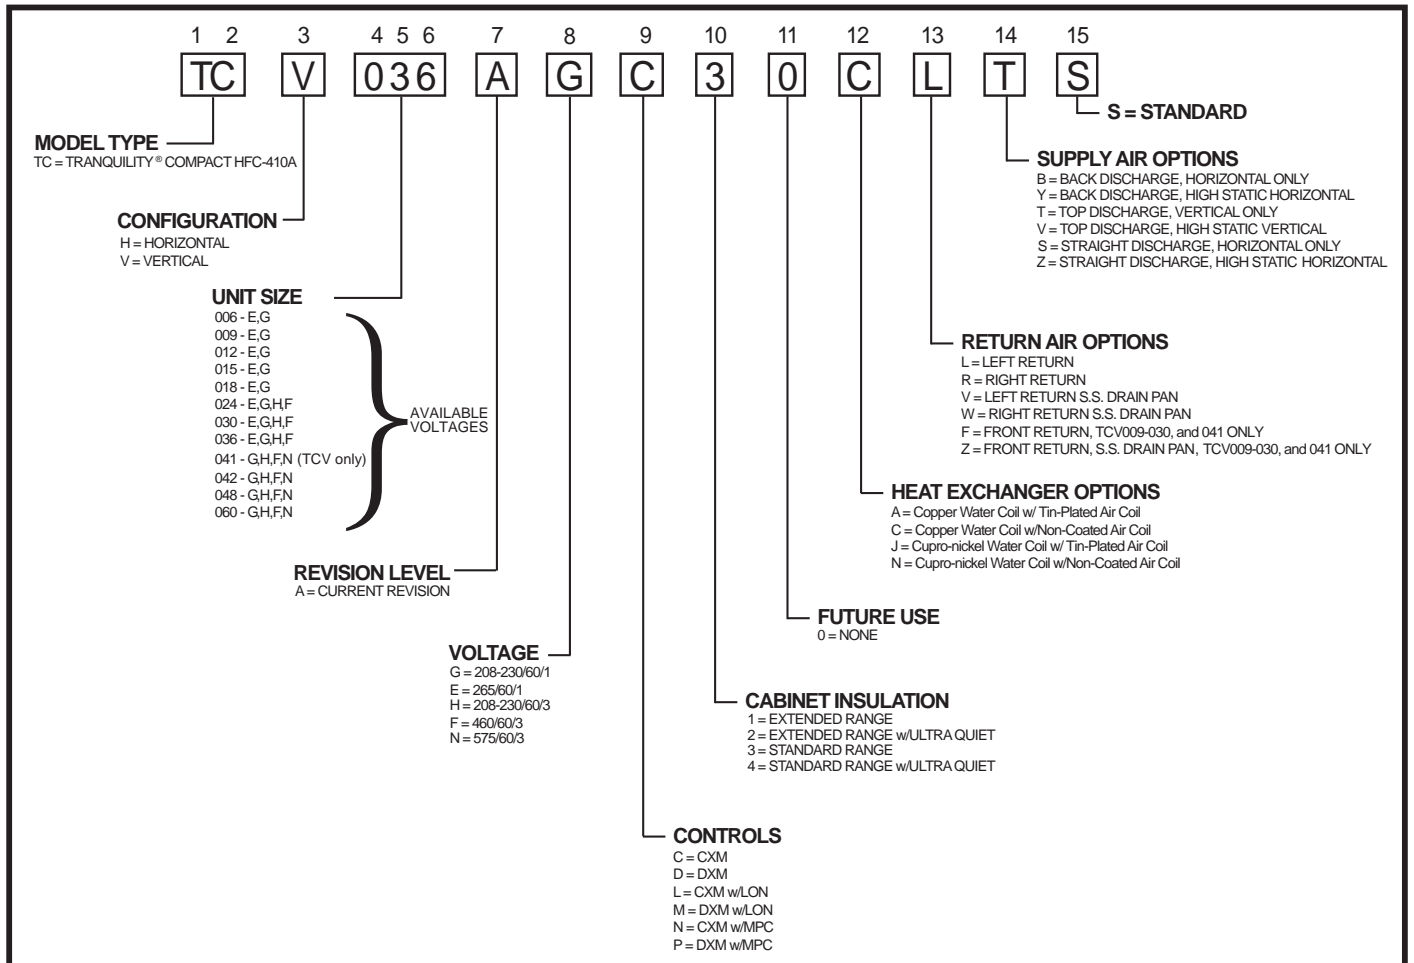 1 2 3 4 5 6 7 8 9 10 11 12 13 14 15
TC V 036 A G C 3 0 C L T S
S = STANDARD
MODEL TYPE
TC = TRANQUILITY® COMPACT HFC-410A
SUPPLY AIR OPTIONS
B = BACK DISCHARGE, HORIZONTAL ONLY
Y = BACK DISCHARGE, HIGH STATIC HORIZONTAL
T = TOP DISCHARGE, VERTICAL ONLY
V = TOP DISCHARGE, HIGH STATIC VERTICAL
S = STRAIGHT DISCHARGE, HORIZONTAL ONLY
Z = STRAIGHT DISCHARGE, HIGH STATIC HORIZONTAL
CONFIGURATION
H = HORIZONTAL
V = VERTICAL
UNIT SIZE
006 - E,G
009 - E,G
012 - E,G
015 - E,G
018 - E,G
024 - E,G,H,F
030 - E,G,H,F
036 - E,G,H,F
041 - G,H,F,N (TCV only)
042 - G,H,F,N
048 - G,H,F,N
060 - G,H,F,N
AVAILABLE
VOLTAGES
RETURN AIR OPTIONS
L = LEFT RETURN
R = RIGHT RETURN
V = LEFT RETURN S.S. DRAIN PAN
W = RIGHT RETURN S.S. DRAIN PAN
F = FRONT RETURN, TCV009-030, and 041 ONLY
Z = FRONT RETURN, S.S. DRAIN PAN, TCV009-030, and 041 ONLY
HEAT EXCHANGER OPTIONS
A = Copper Water Coil w/ Tin-Plated Air Coil
C = Copper Water Coil w/Non-Coated Air Coil
J = Cupro-nickel Water Coil w/ Tin-Plated Air Coil
N = Cupro-nickel Water Coil w/Non-Coated Air Coil
REVISION LEVEL
A = CURRENT REVISION
FUTURE USE
0 = NONE
VOLTAGE
G = 208-230/60/1
E = 265/60/1
H = 208-230/60/3
F = 460/60/3
N = 575/60/3
CABINET INSULATION
1 = EXTENDED RANGE
2 = EXTENDED RANGE w/ULTRA QUIET
3 = STANDARD RANGE
4 = STANDARD RANGE w/ULTRA QUIET
CONTROLS
C = CXM
D = DXM
L = CXM w/LON
M = DXM w/LON
N = CXM w/MPC
P = DXM w/MPC